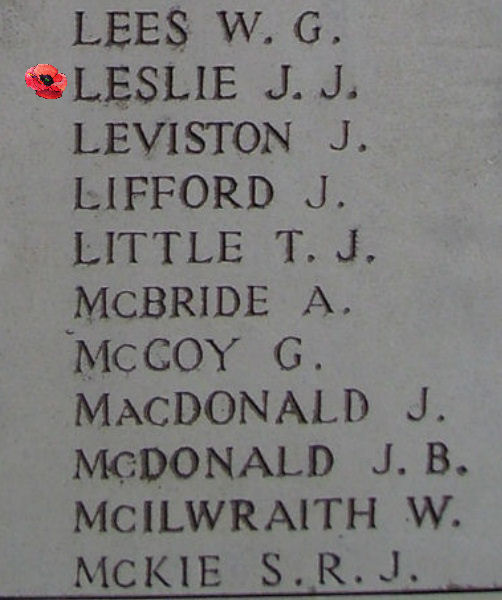 LEES W. G.
LESLIE J. J.
LEVISTON J.
LIFFORD J.
LITTLE T. J.
McBRIDE A.
McCOY G.
MacDONALD J.
McDONALD J. B.
McILWRAITH W.
McKIE S. R. J.